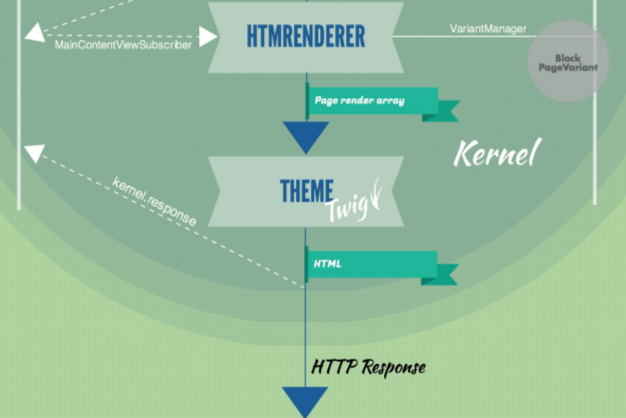 HTMRENDERER
VariantManager
MainContentViewSubscriber
Block
PageVariant
Page render array
Kernel
THEME
Twig
kernel.response
HTML
HTTP Response